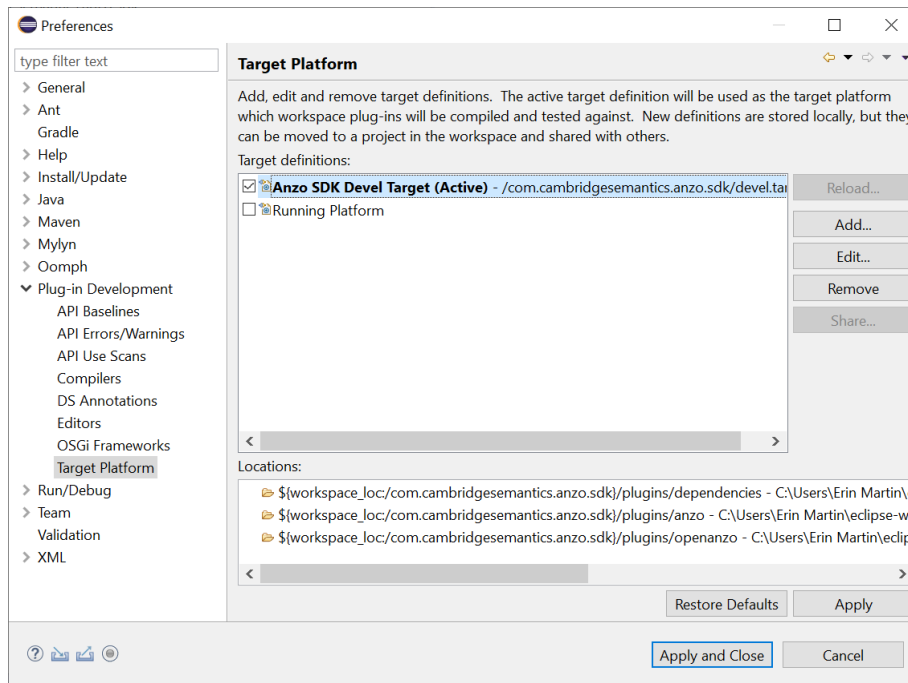 Preferences
type filter text
General
Ant
Gradle
Help
Install/Update
Java
Maven
Mylyn
Oomph
Plug-in Development
API Baselines
API Errors/Warnings
API Use Scans
Compilers
DS Annotations
Editors
OSGi Frameworks
Target Platform
Run/Debug
Team
Validation
XML
Target Platform
Add, edit and remove target definitions. The active target definition will be used as the target platform
which workspace plug-ins will be compiled and tested against. New definitions are stored locally, but they
can be moved to a project in the workspace and shared with others.
Target definitions:
Anzo SDK Devel Target (Active) - /com.cambridgesemantics.anzo.sdk/devel.tar
Running Platform
Reload...
Add...
Edit...
Remove
Share...
Locations:
${workspace_loc:/com.cambridgesemantics.anzo.sdk}/plugins/dependencies - C:\Users\Erin Martin\
${workspace_loc:/com.cambridgesemantics.anzo.sdk}/plugins/anzo - C:\Users\Erin Martin\eclipse-w
${workspace_loc:/com.cambridgesemantics.anzo.sdk}/plugins/openanzo - C:\Users\Erin Martin\eclip
Restore Defaults
Apply
Apply and Close
Cancel